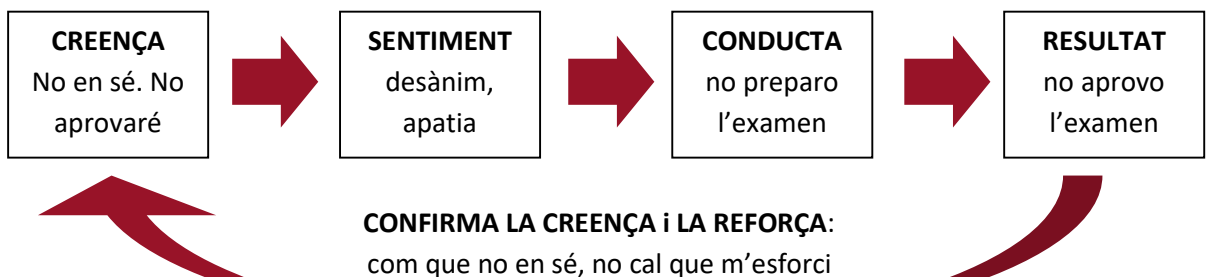 CREENÇA
No en sé. No
aprovaré
SENTIMENT
desànim,
apatia
CONDUCTA
no preparo
l’examen
RESULTAT
no aprovo
l’examen
CONFIRMA LA CREENÇA i LA REFORÇA:
com que no en sé, no cal que m’esforci